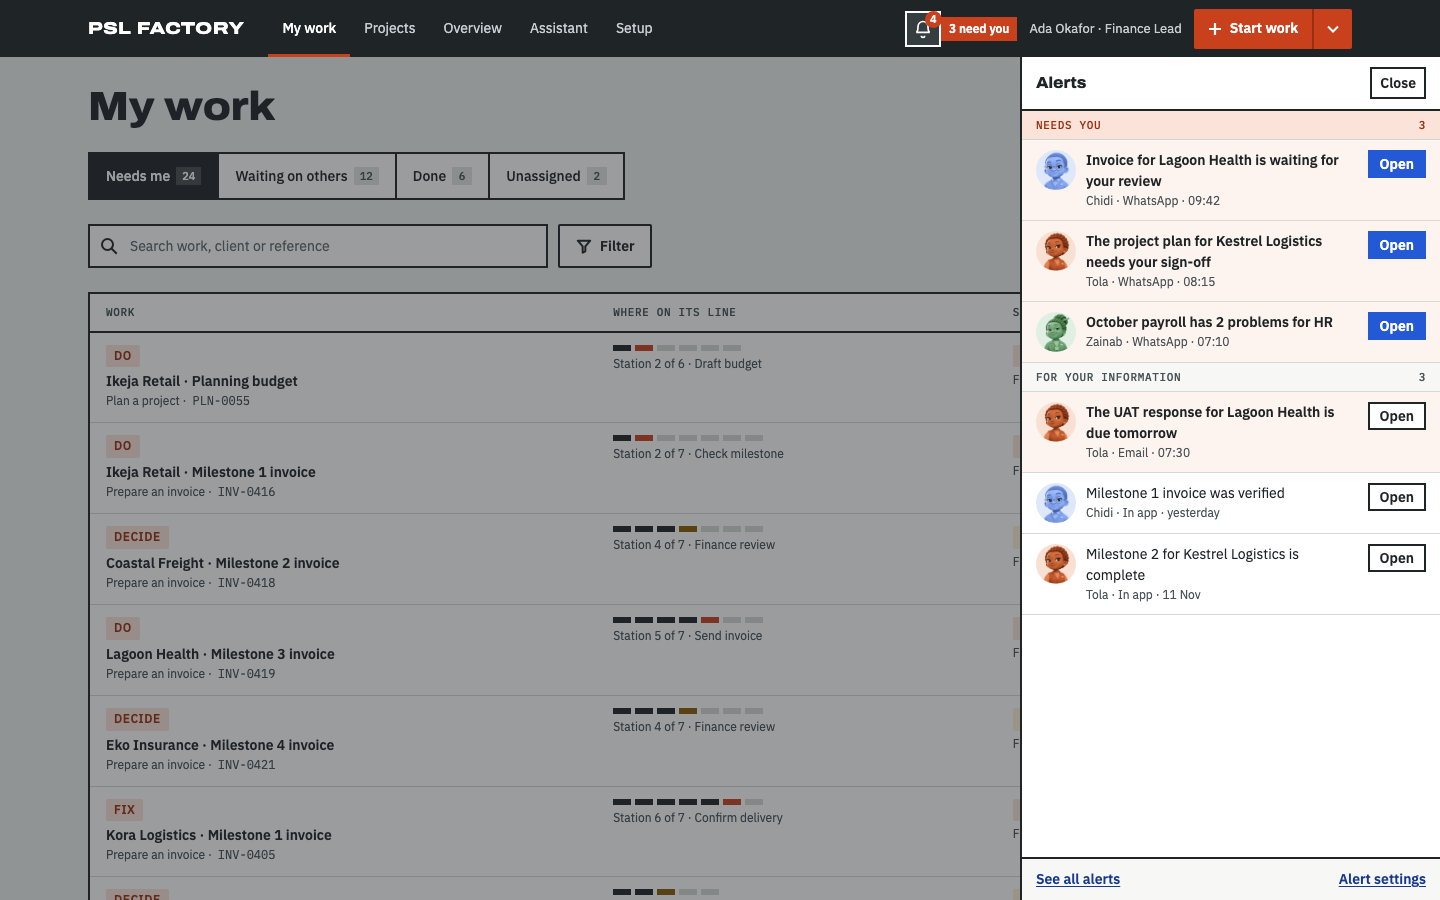 PSL FACTORY
My work
Projects
Overview
Assistant
Setup
4
3 need you
Ada Okafor · Finance Lead
Start work
My work
Needs me 24
Waiting on others 12
Done 6
Unassigned 2
Search work, client or reference
Filter
WORK
WHERE ON ITS LINE
S
DO
Ikeja Retail · Planning budget
Plan a project · PLN-0055
Station 2 of 6 · Draft budget
F
DO
Ikeja Retail · Milestone 1 invoice
Prepare an invoice · INV-0416
Station 2 of 7 · Check milestone
F
DECIDE
Coastal Freight · Milestone 2 invoice
Prepare an invoice · INV-0418
Station 4 of 7 · Finance review
F
DO
Lagoon Health · Milestone 3 invoice
Prepare an invoice · INV-0419
Station 5 of 7 · Send invoice
F
DECIDE
Eko Insurance · Milestone 4 invoice
Prepare an invoice · INV-0421
Station 4 of 7 · Finance review
F
FIX
Kora Logistics · Milestone 1 invoice
Prepare an invoice · INV-0405
Station 6 of 7 · Confirm delivery
F
DECIDE
Alerts
Close
NEEDS YOU 3
Invoice for Lagoon Health is waiting for
your review
Chidi · WhatsApp · 09:42
Open
The project plan for Kestrel Logistics
needs your sign-off
Tola · WhatsApp · 08:15
Open
October payroll has 2 problems for HR
Zainab · WhatsApp · 07:10
Open
FOR YOUR INFORMATION 3
The UAT response for Lagoon Health is
due tomorrow
Tola · Email · 07:30
Open
Milestone 1 invoice was verified
Chidi · In app · yesterday
Open
Milestone 2 for Kestrel Logistics is
complete
Tola · In app · 11 Nov
Open
See all alerts
Alert settings